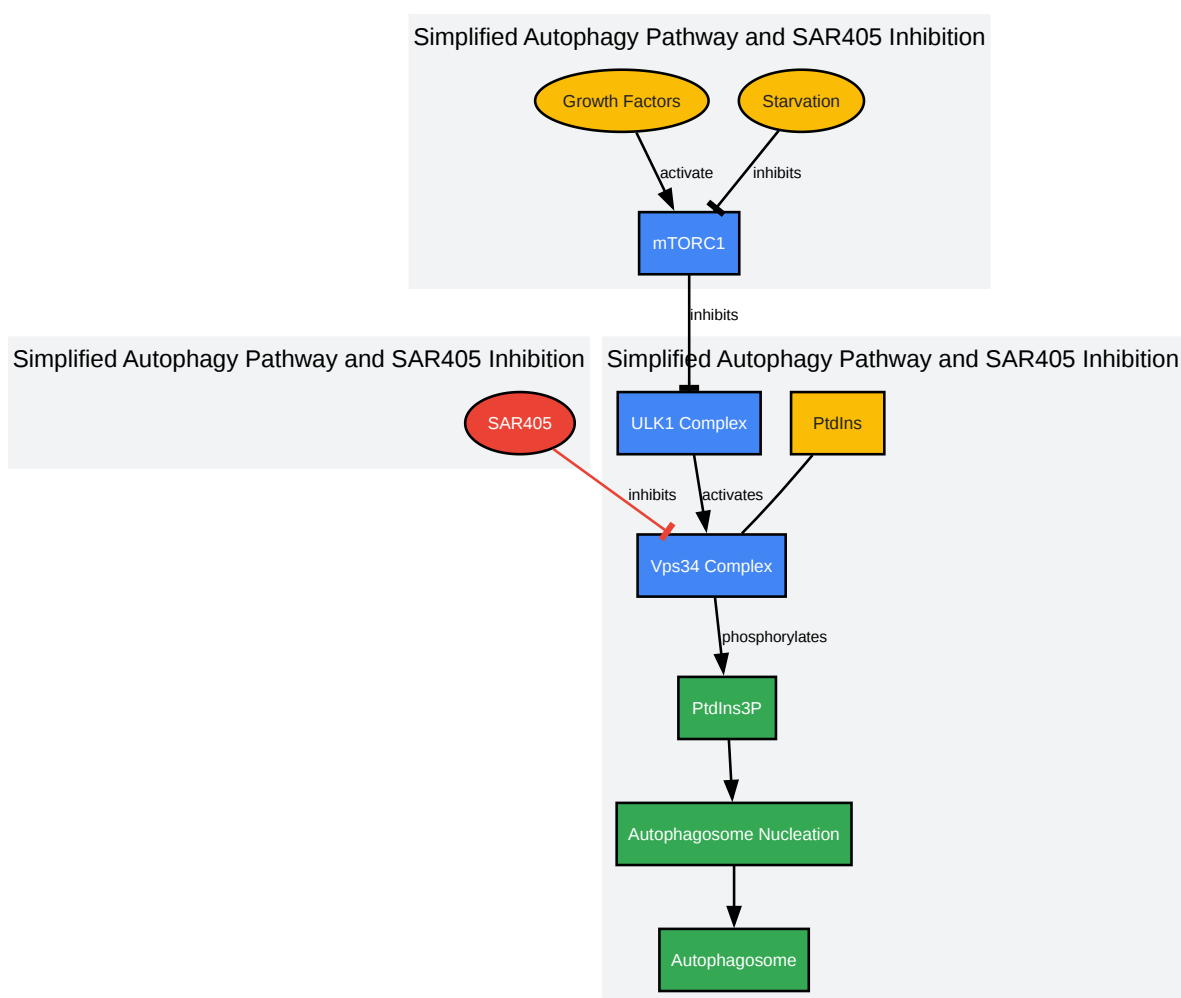 Simplified Autophagy Pathway and SAR405 Inhibition
Growth Factors
Starvation
activate
inhibits
mTORC1
inhibits
Simplified Autophagy Pathway and SAR405 Inhibition
Simplified Autophagy Pathway and SAR405 Inhibition
SAR405
ULK1 Complex
PtdIns
inhibits
activates
Vps34 Complex
phosphorylates
PtdIns3P
Autophagosome Nucleation
Autophagosome